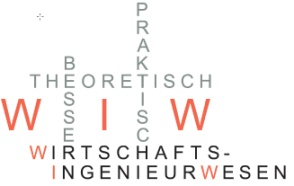 PRAKTISCH
BESSER
THEORETISCH
W I W
WIRTSCHAFTS-
INGENIEURWESEN